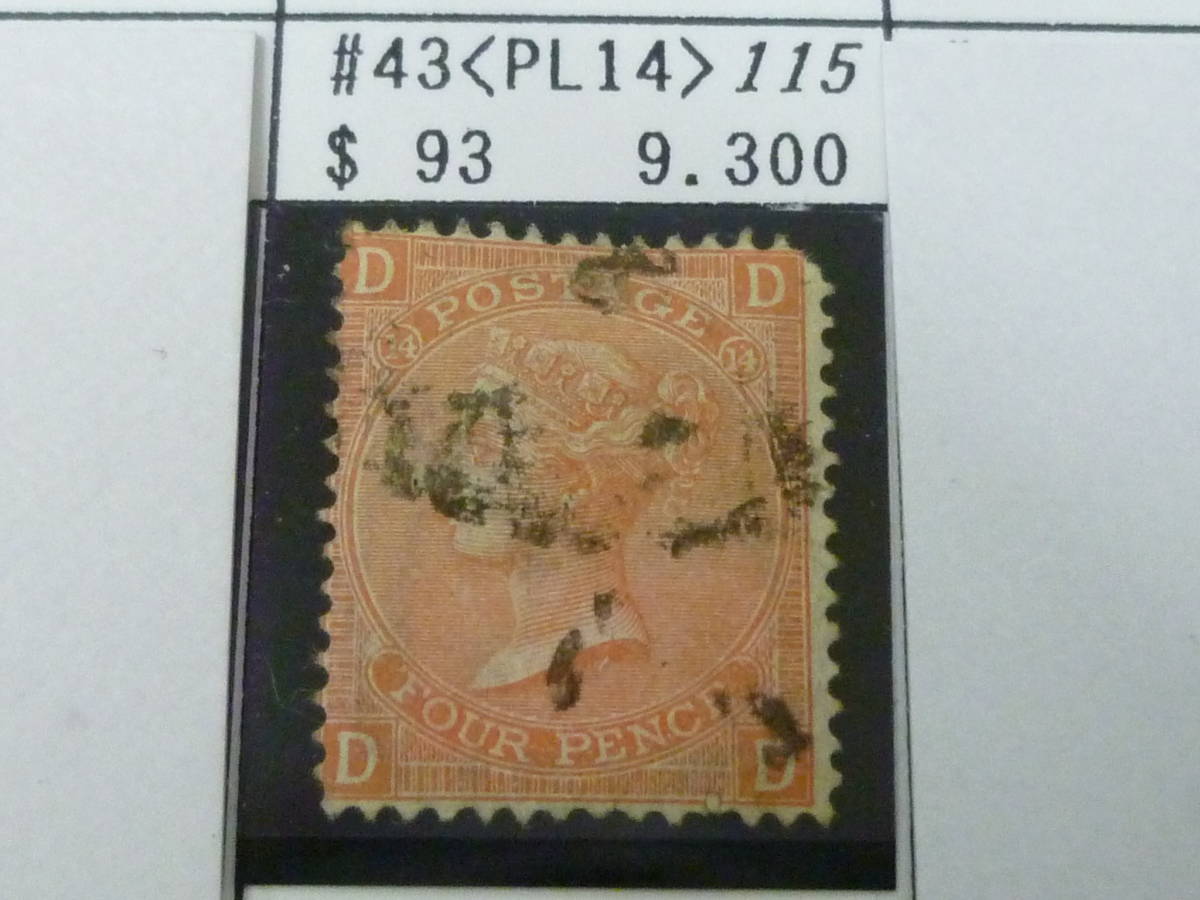 #43<PL14> 115
$ 93 9.300
D D
POSTAGE
14 14
FOUR PENCE
D D